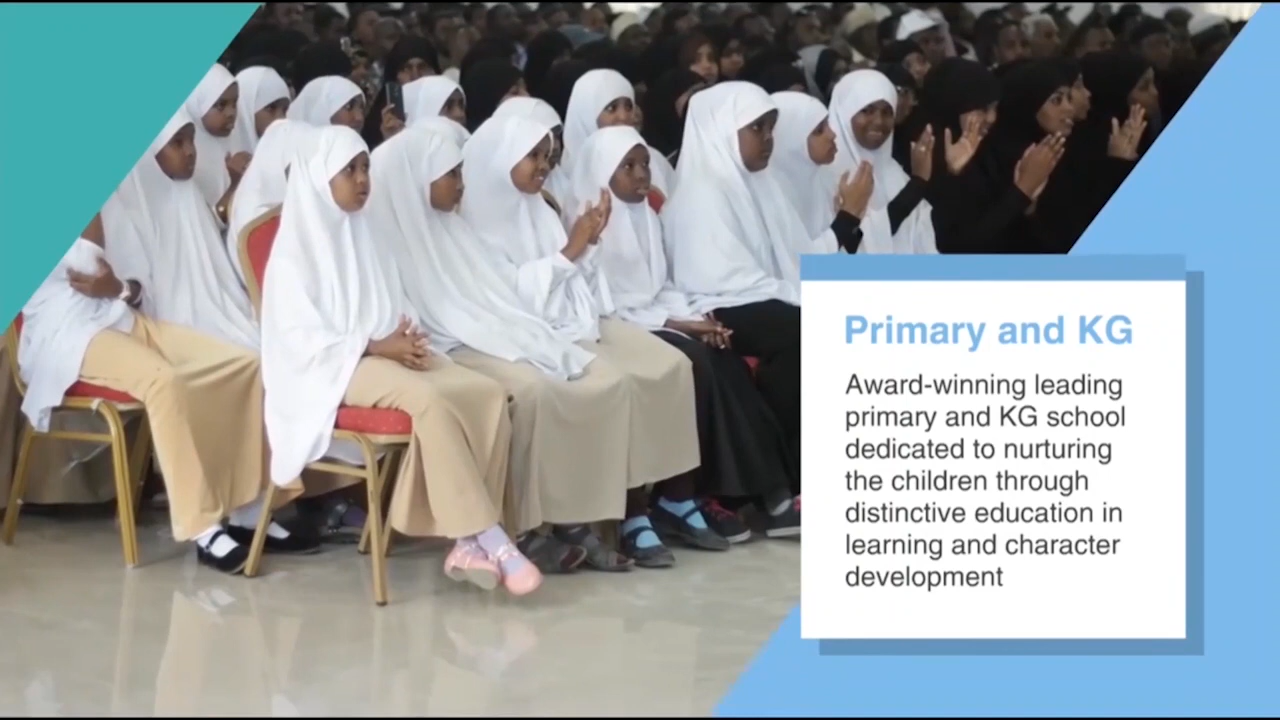 Primary and KG
Award-winning leading
primary and KG school
dedicated to nurturing
the children through
distinctive education in
learning and character
development